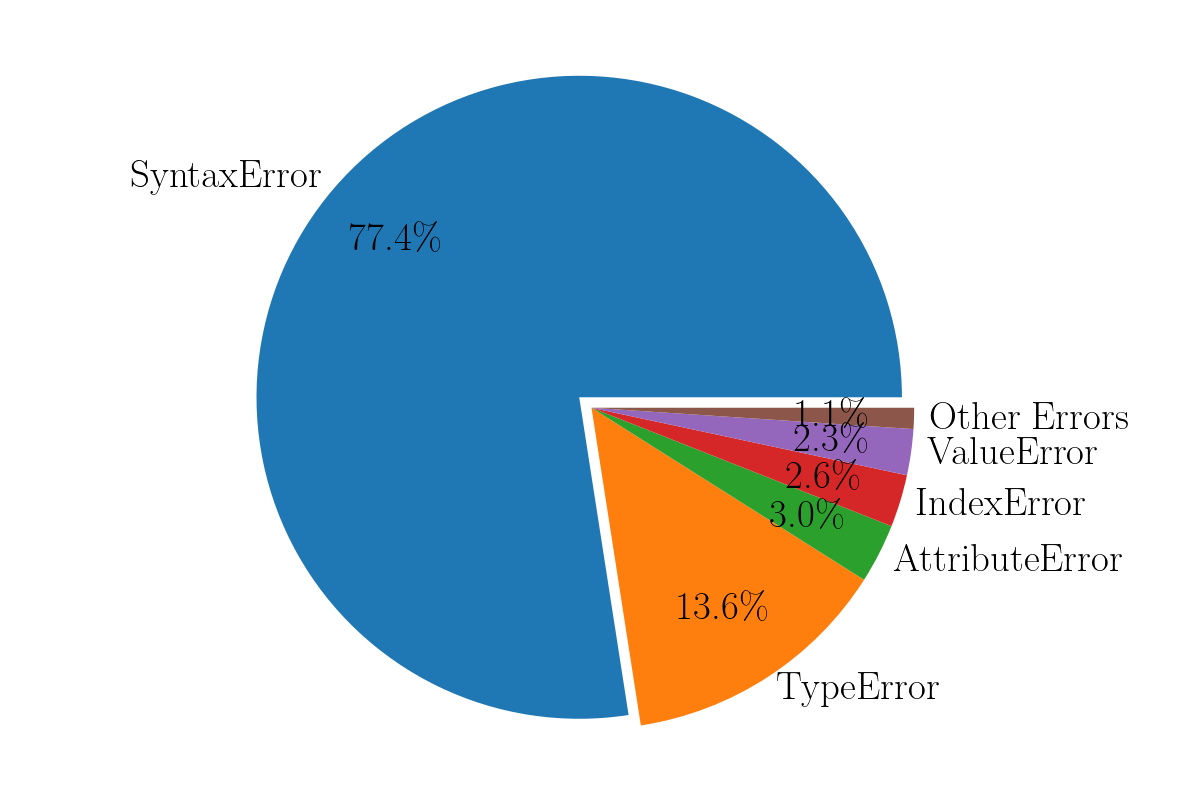 SyntaxError
77.4%
1.1%
Other Errors
2.3%
ValueError
2.6%
IndexError
3.0%
AttributeError
13.6%
TypeError